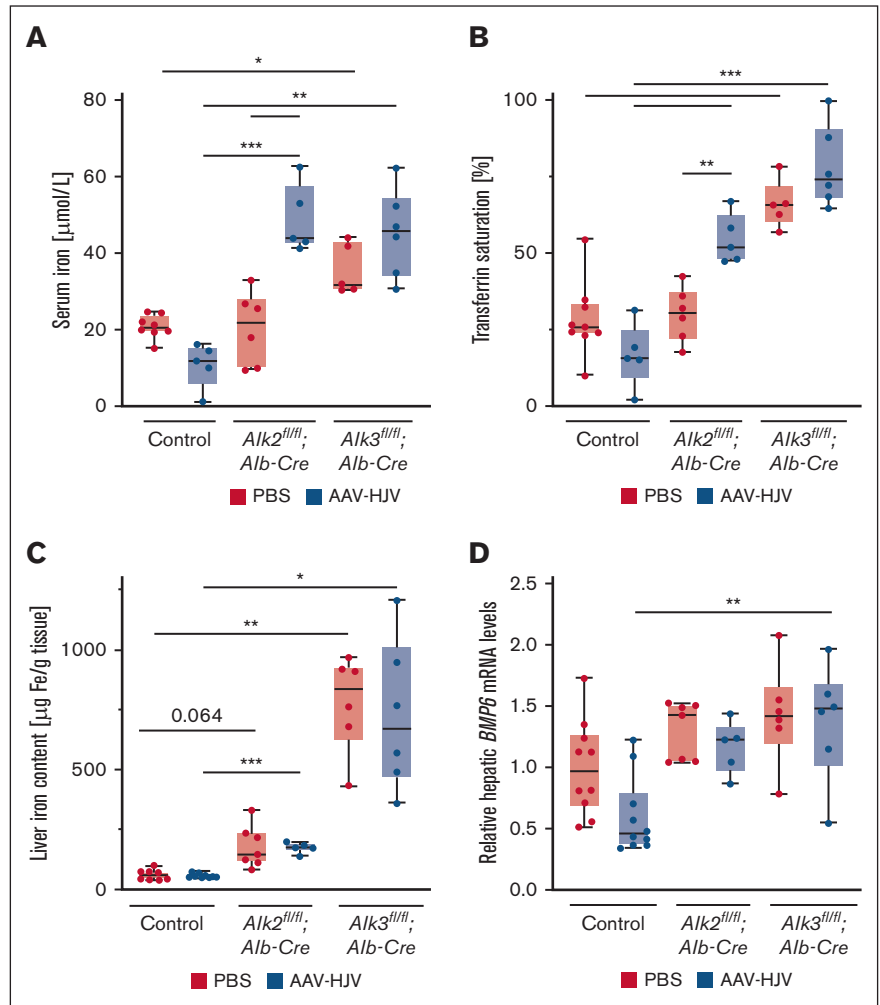 A
*
**
***
Serum iron [μmol/L]
80
60
40
20
0
Control
Alk2fl/fl;
Alb-Cre
Alk3fl/fl;
Alb-Cre
PBS
AAV-HJV
B
***
**
Transferrin saturation [%]
100
50
0
Control
Alk2fl/fl;
Alb-Cre
Alk3fl/fl;
Alb-Cre
PBS
AAV-HJV
C
*
**
0.064
***
Liver iron content [μg Fe/g tissue]
1000
500
0
Control
Alk2fl/fl;
Alb-Cre
Alk3fl/fl;
Alb-Cre
PBS
AAV-HJV
D
**
Relative hepatic BMP6 mRNA levels
2.5
2.0
1.5
1.0
0.5
0.0
Control
Alk2fl/fl;
Alb-Cre
Alk3fl/fl;
Alb-Cre
PBS
AAV-HJV